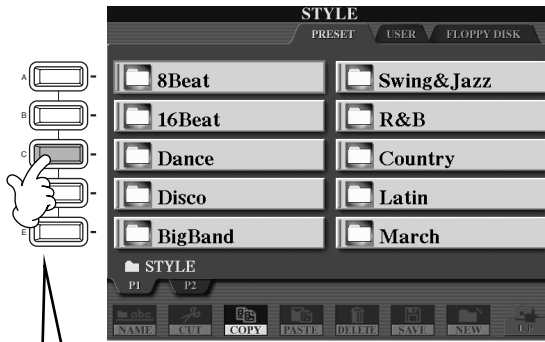 STYLE
PRESET USER FLOPPY DISK
A 8Beat Swing&Jazz
B 16Beat R&B
C Dance Country
Disco Latin
E BigBand March
STYLE
P1 P2
NAME CUT COPY PASTE DELETE SAVE NEW UP